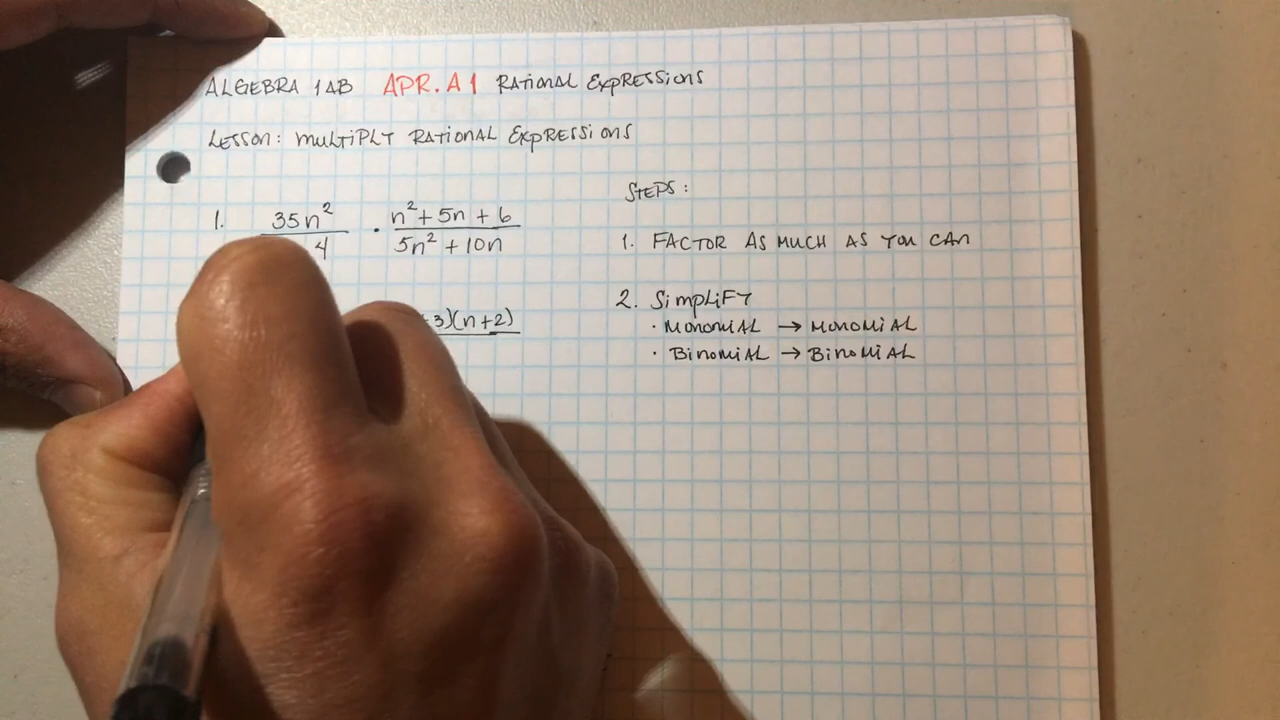 ALGEBRA 1AB APR.A1 RATIONAL EXPRESSIONS
LESSON: MULTIPLY RATIONAL EXPRESSIONS
STEPS:
1. 35n² · n² + 5n + 6
4 5n² + 10n
1. FACTOR AS MUCH AS YOU CAN
+3)(n+2)
2. SIMPLIFY
· MONOMIAL → MONOMIAL
· BINOMIAL → BINOMIAL